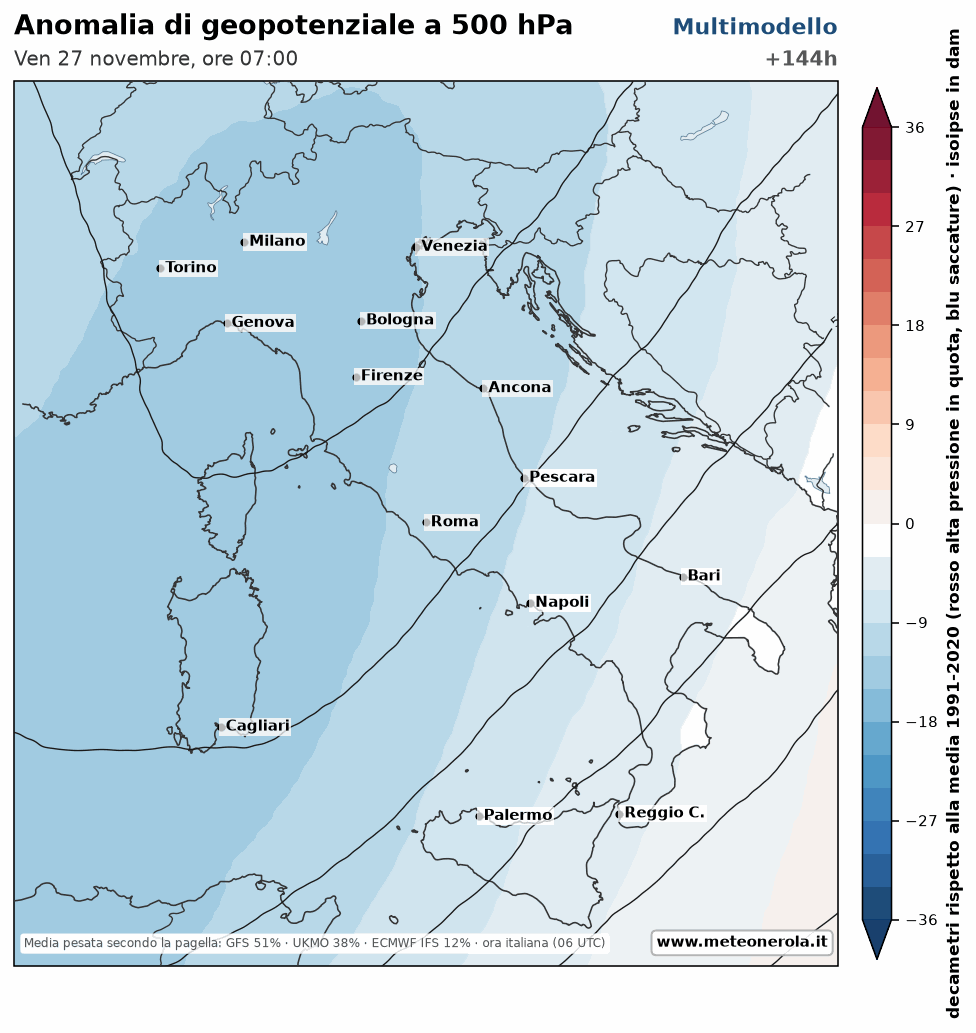 Anomalia di geopotenziale a 500 hPa
Multimodello
Ven 27 novembre, ore 07:00
+144h
Milano
Venezia
Torino
Genova
Bologna
Firenze
Ancona
Pescara
Roma
Bari
Napoli
Cagliari
Palermo
Reggio C.
36
27
18
9
0
−9
−18
−27
−36
decametri rispetto alla media 1991-2020 (rosso alta pressione in quota, blu saccature) · isoipse in dam
Media pesata secondo la pagella: GFS 51% · UKMO 38% · ECMWF IFS 12% · ora italiana (06 UTC)
www.meteonerola.it